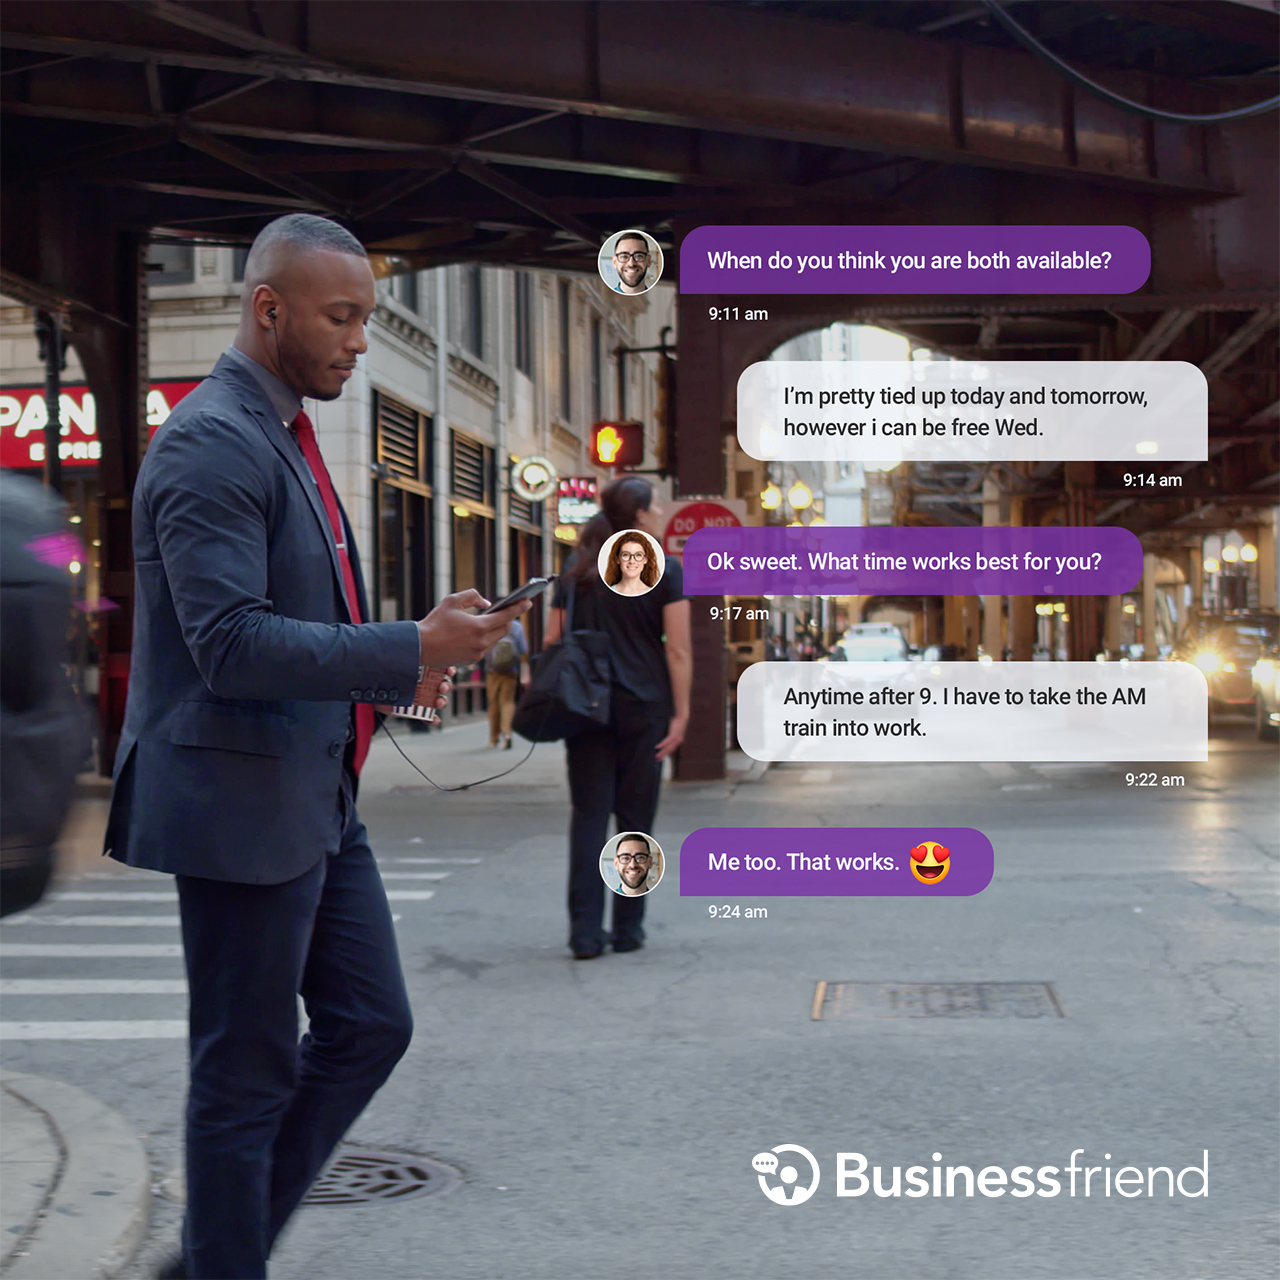 When do you think you are both available?
9:11 am
I’m pretty tied up today and tomorrow,
however i can be free Wed.
9:14 am
PAN
DO NOT
Ok sweet. What time works best for you?
9:17 am
Anytime after 9. I have to take the AM
train into work.
9:22 am
Me too. That works.
9:24 am
Businessfriend